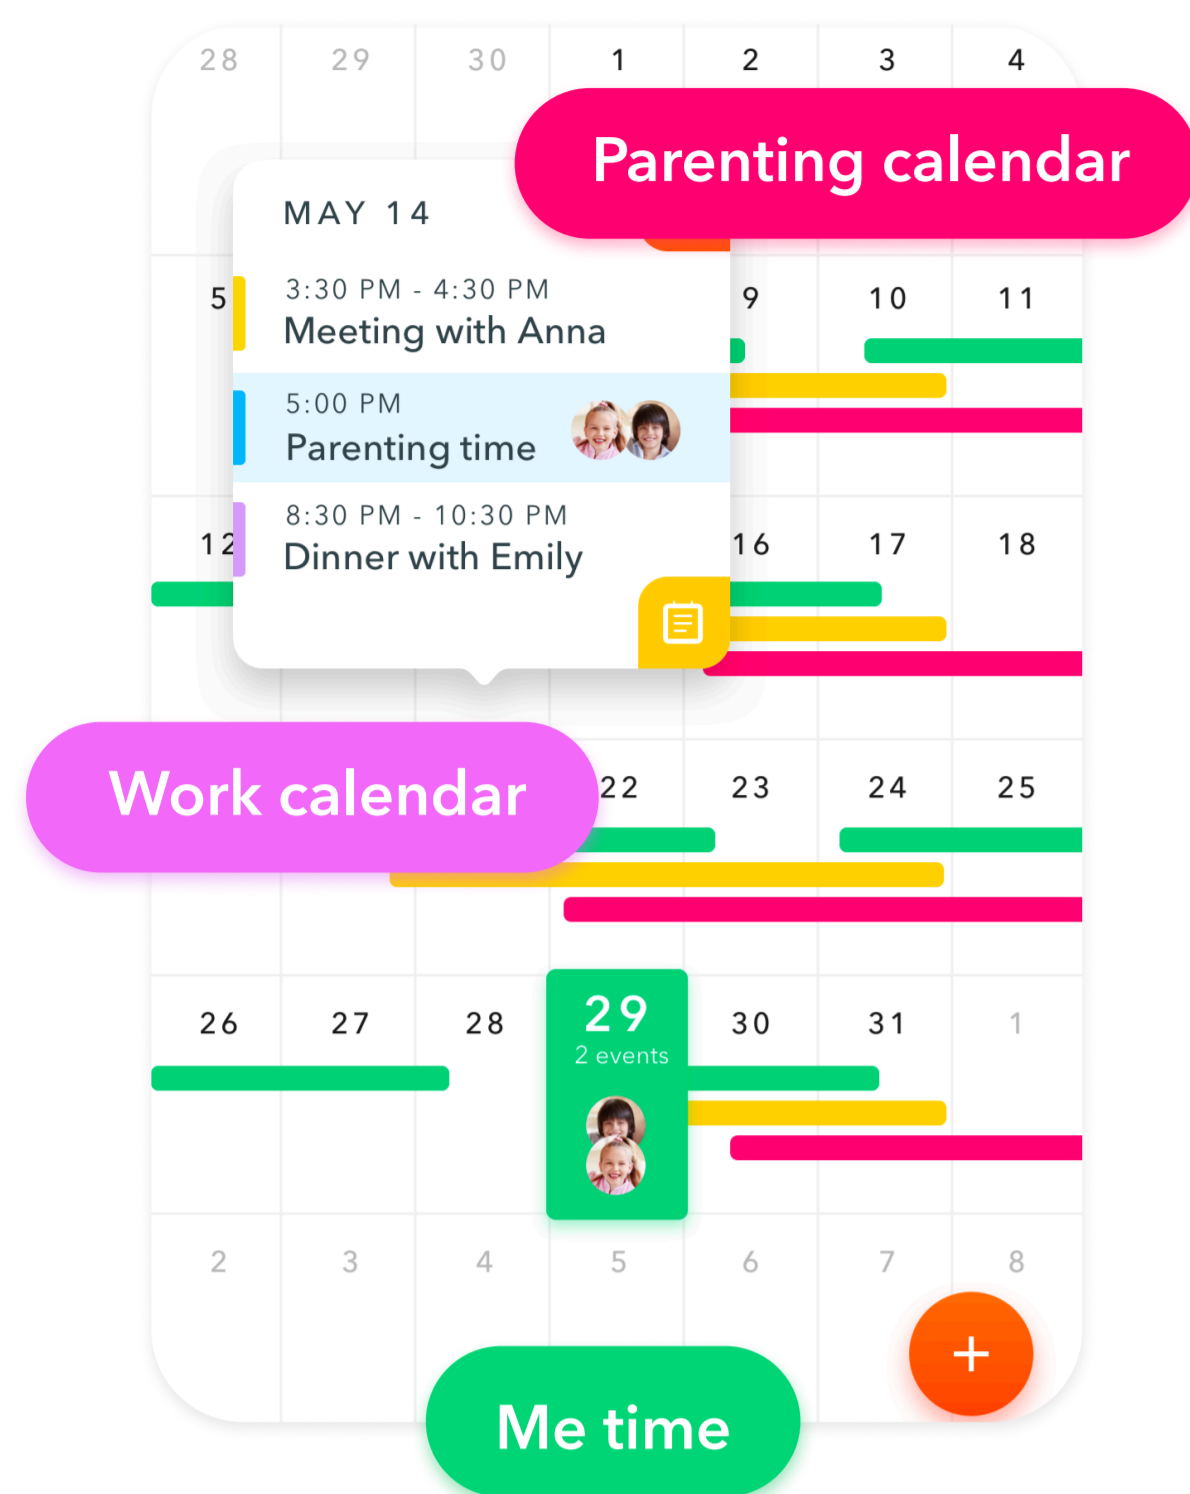 28 29 30 1 2 3 4
Parenting calendar
MAY 14
3:30 PM - 4:30 PM
Meeting with Anna
5:00 PM
Parenting time
8:30 PM - 10:30 PM
Dinner with Emily
5 9 10 11
12 16 17 18
Work calendar
22 23 24 25
26 27 28 29 30 31 1
2 events
2 3 4 5 6 7 8
+
Me time